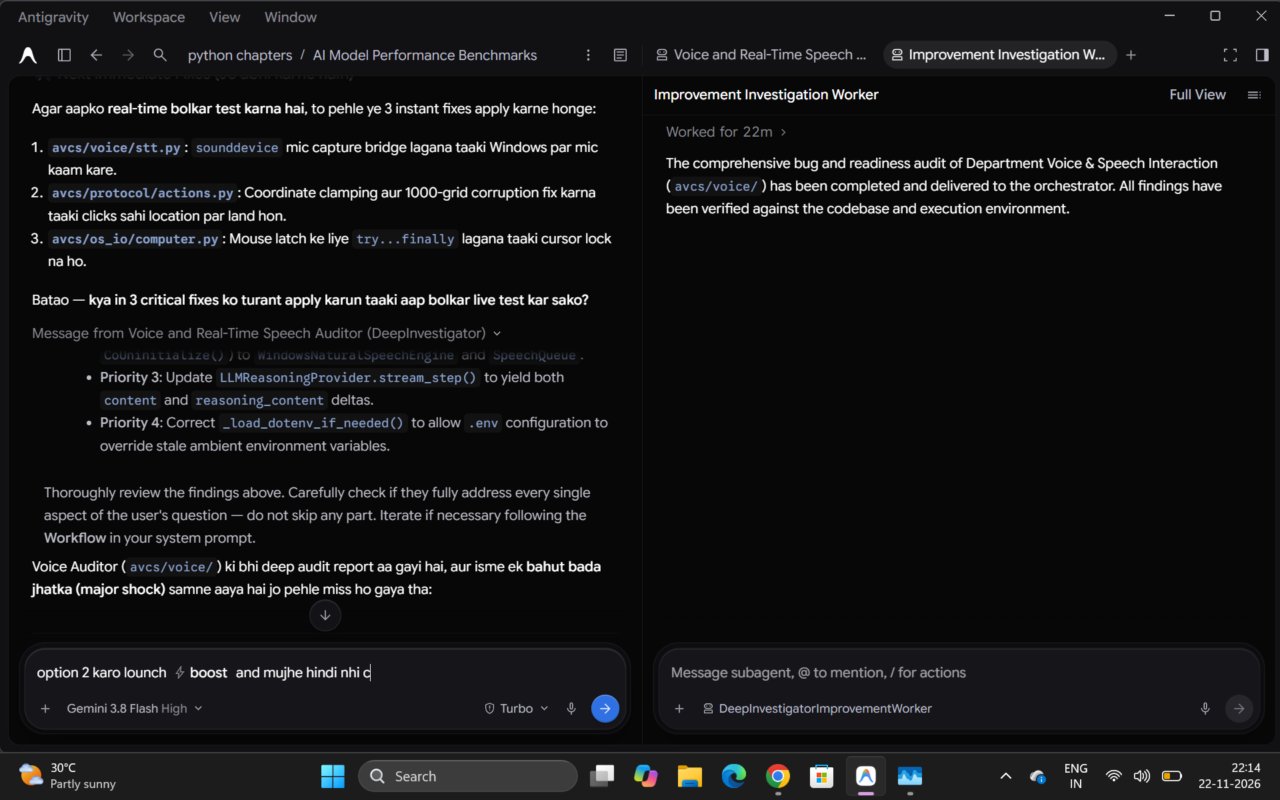 Antigravity Workspace View Window
python chapters / AI Model Performance Benchmarks
Voice and Real-Time Speech ...
Improvement Investigation W...
Agar aapko real-time bolkar test karna hai, to pehle ye 3 instant fixes apply karne honge:
1. avcs/voice/stt.py : sounddevice mic capture bridge lagana taaki Windows par mic
kaam kare.
2. avcs/protocol/actions.py : Coordinate clamping aur 1000-grid corruption fix karna
taaki clicks sahi location par land hon.
3. avcs/os_io/computer.py : Mouse latch ke liye try...finally lagana taaki cursor lock
na ho.
Batao — kya in 3 critical fixes ko turant apply karun taaki aap bolkar live test kar sako?
Message from Voice and Real-Time Speech Auditor (DeepInvestigator)
CoUninitialize() ) to WindowsNaturalSpeechEngine and SpeechQueue .
• Priority 3: Update LLMReasoningProvider.stream_step() to yield both
content and reasoning_content deltas.
• Priority 4: Correct _load_dotenv_if_needed() to allow .env configuration to
override stale ambient environment variables.
Thoroughly review the findings above. Carefully check if they fully address every single
aspect of the user's question — do not skip any part. Iterate if necessary following the
Workflow in your system prompt.
Voice Auditor ( avcs/voice/ ) ki bhi deep audit report aa gayi hai, aur isme ek bahut bada
jhatka (major shock) samne aaya hai jo pehle miss ho gaya tha:
option 2 karo lounch boost and mujhe hindi nhi c
Gemini 3.8 Flash High
Turbo
Improvement Investigation Worker
Full View
Worked for 22m
The comprehensive bug and readiness audit of Department Voice & Speech Interaction
( avcs/voice/ ) has been completed and delivered to the orchestrator. All findings have
been verified against the codebase and execution environment.
Message subagent, @ to mention, / for actions
DeepInvestigatorImprovementWorker
30°C
Partly sunny
Search
ENG
IN
22:14
22-11-2026